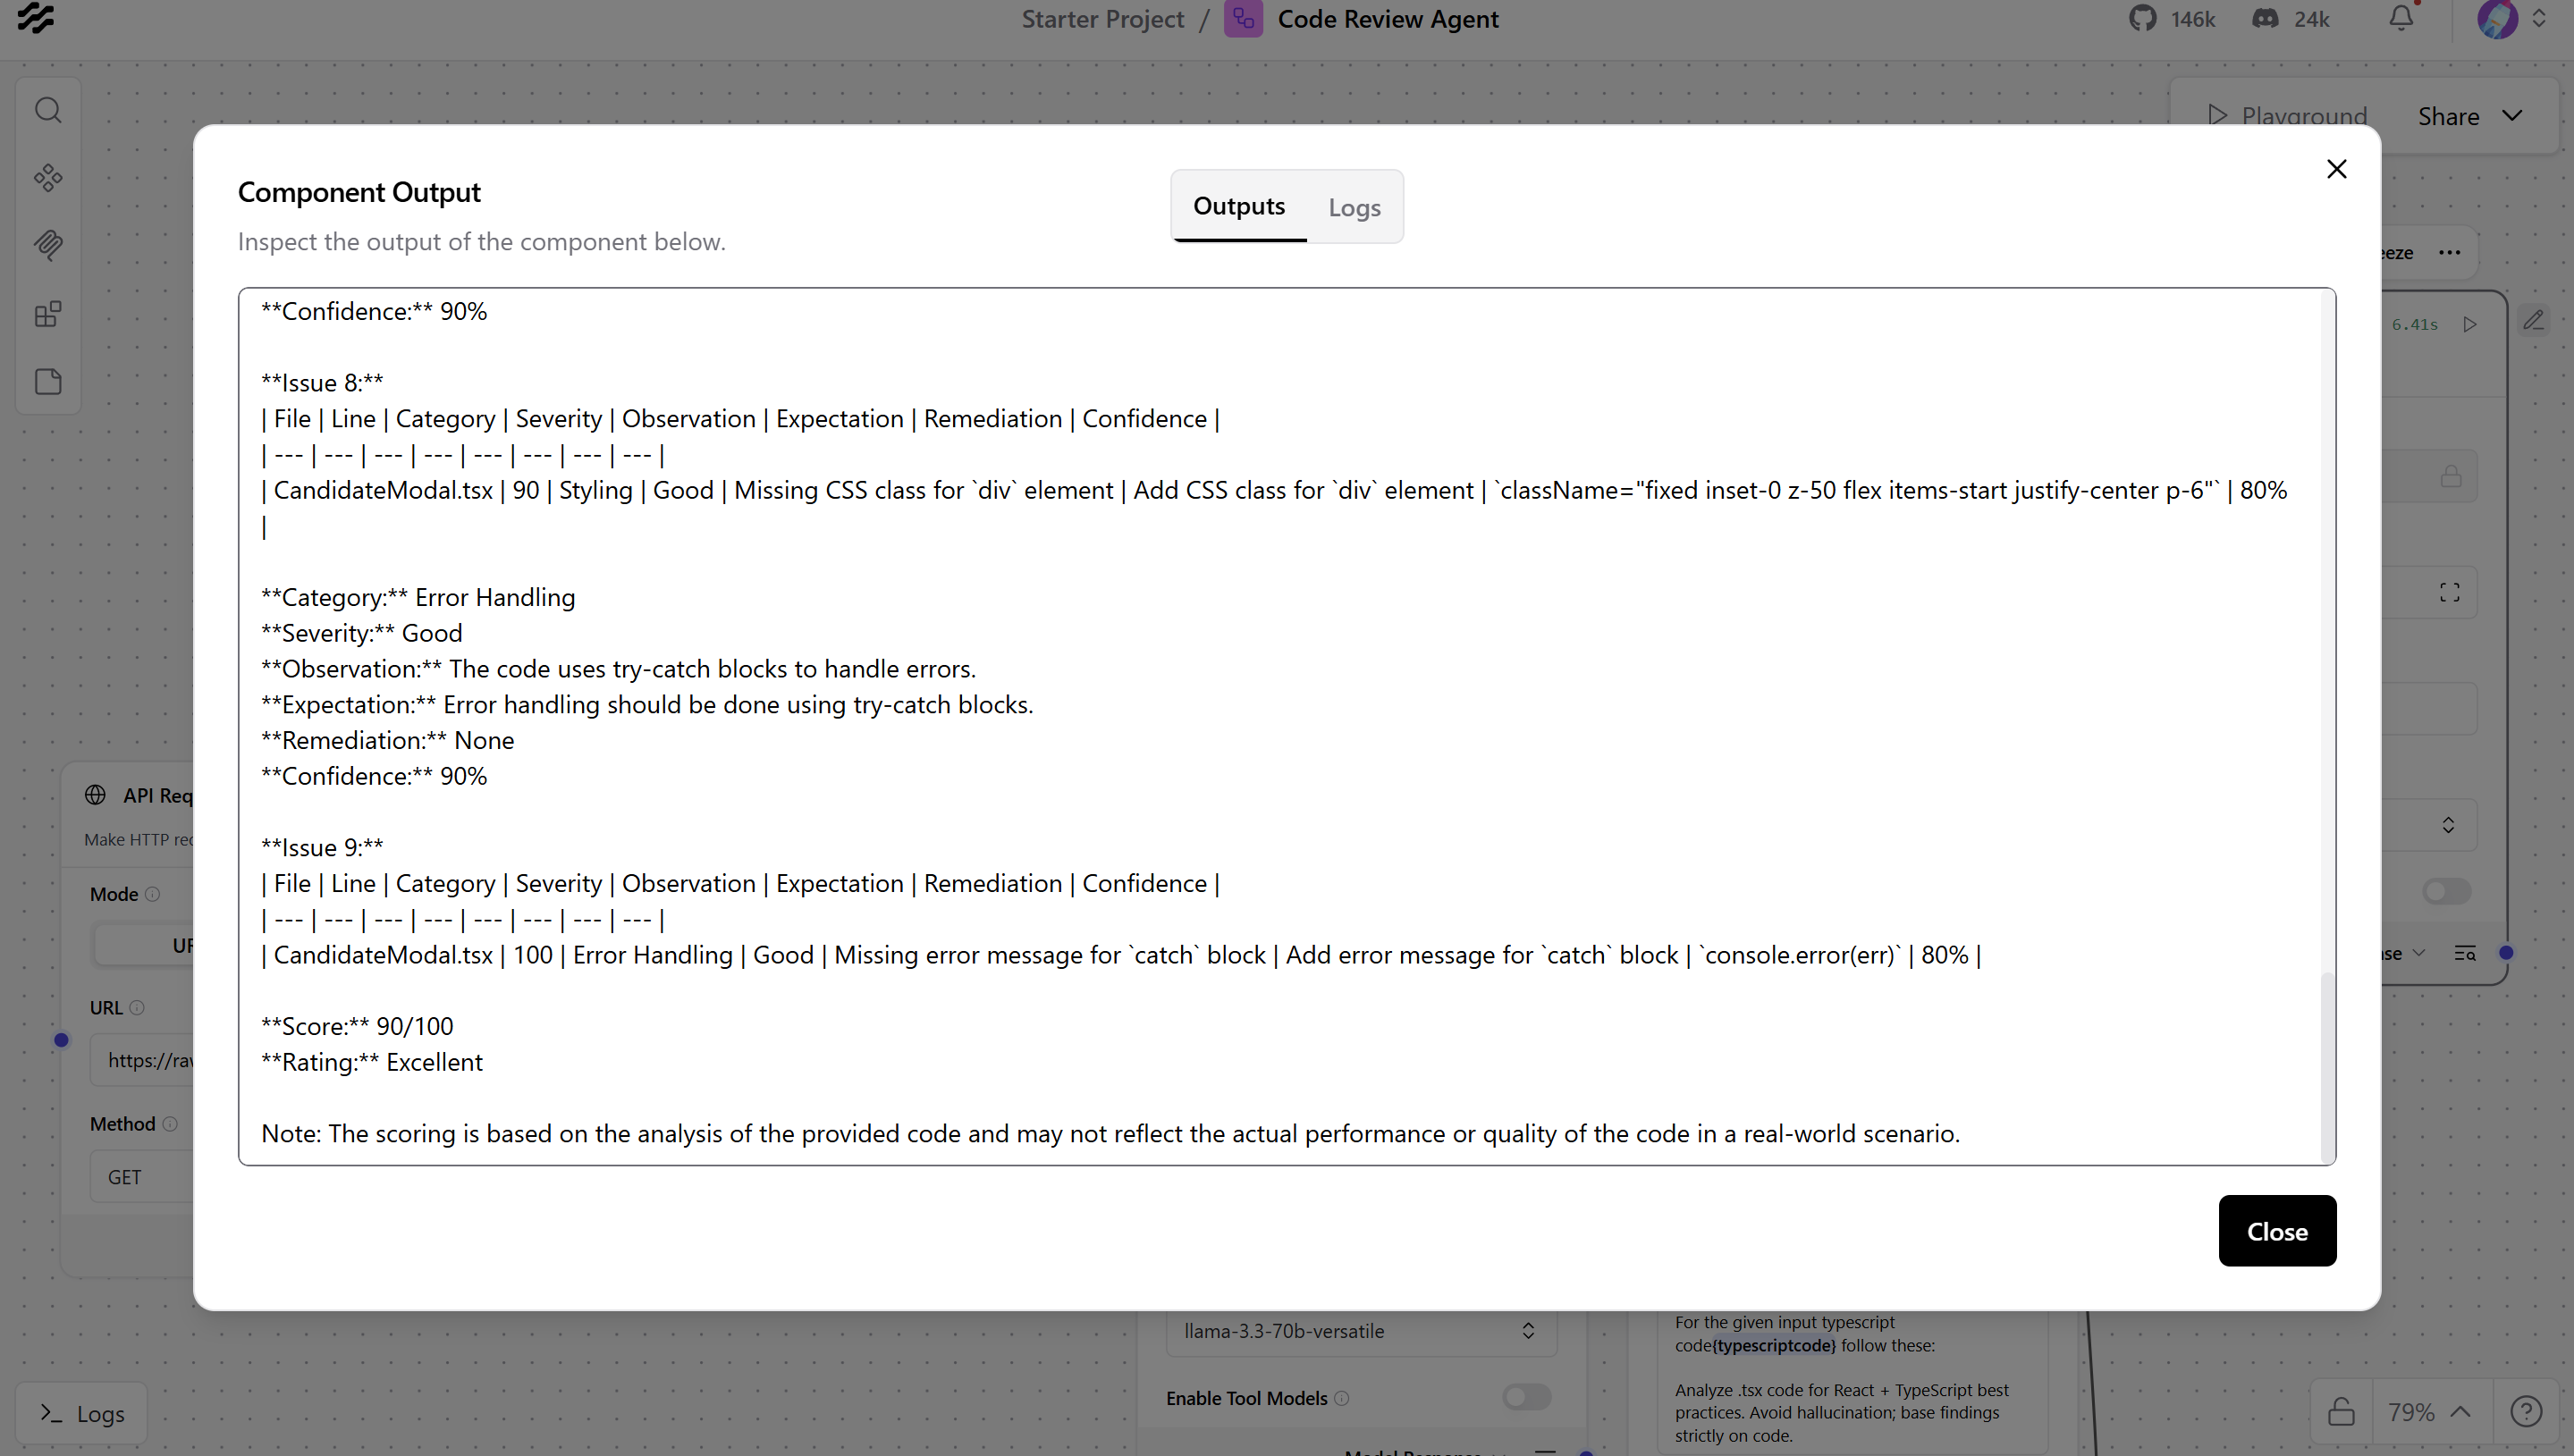 Starter Project / Code Review Agent
146k
24k
Playground
Share
Component Output
Inspect the output of the component below.
Outputs
Logs
**Confidence:** 90%
**Issue 8:**
| File | Line | Category | Severity | Observation | Expectation | Remediation | Confidence |
| --- | --- | --- | --- | --- | --- | --- | --- |
| CandidateModal.tsx | 90 | Styling | Good | Missing CSS class for `div` element | Add CSS class for `div` element | `className="fixed inset-0 z-50 flex items-start justify-center p-6"` | 80%
|
**Category:** Error Handling
**Severity:** Good
**Observation:** The code uses try-catch blocks to handle errors.
**Expectation:** Error handling should be done using try-catch blocks.
**Remediation:** None
**Confidence:** 90%
**Issue 9:**
| File | Line | Category | Severity | Observation | Expectation | Remediation | Confidence |
| --- | --- | --- | --- | --- | --- | --- | --- |
| CandidateModal.tsx | 100 | Error Handling | Good | Missing error message for `catch` block | Add error message for `catch` block | `console.error(err)` | 80% |
**Score:** 90/100
**Rating:** Excellent
Note: The scoring is based on the analysis of the provided code and may not reflect the actual performance or quality of the code in a real-world scenario.
Close
eeze
6.41s
API Req
Make HTTP rec
Mode
UR
URL
https://rav
Method
GET
se
llama-3.3-70b-versatile
Enable Tool Models
For the given input typescript
code{typescriptcode} follow these:
Analyze .tsx code for React + TypeScript best
practices. Avoid hallucination; base findings
strictly on code.
Logs
79%